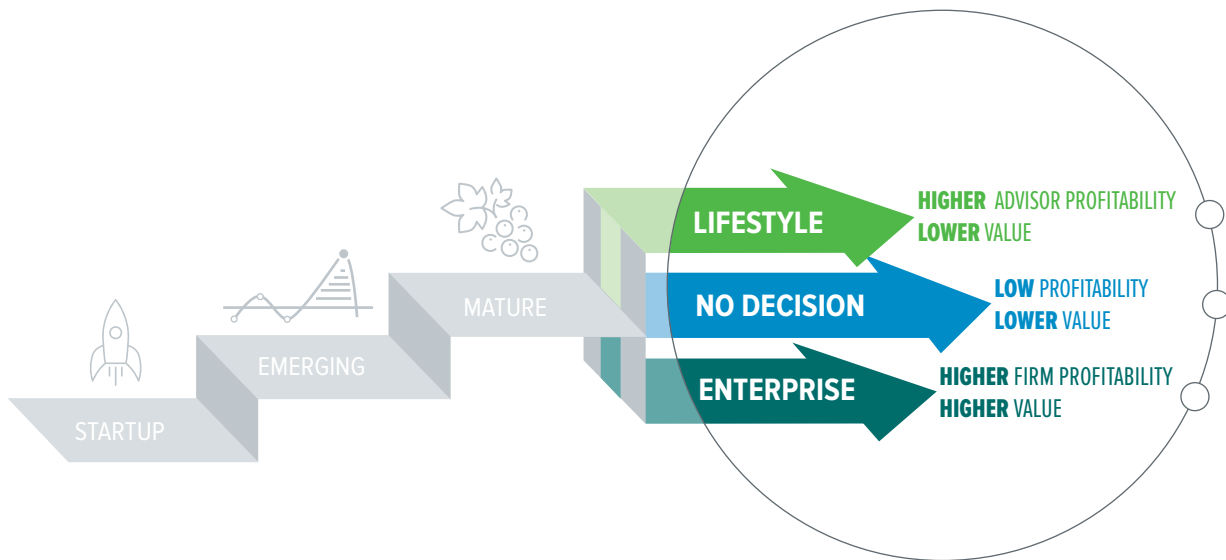 STARTUP
EMERGING
MATURE
LIFESTYLE
HIGHER ADVISOR PROFITABILITY
LOWER VALUE
NO DECISION
LOW PROFITABILITY
LOWER VALUE
ENTERPRISE
HIGHER FIRM PROFITABILITY
HIGHER VALUE